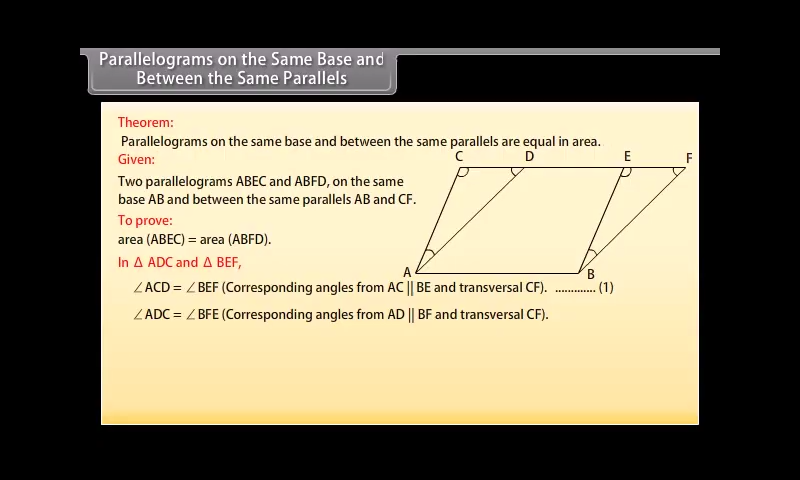 Parallelograms on the Same Base and
Between the Same Parallels
Theorem:
Parallelograms on the same base and between the same parallels are equal in area.
Given:
Two parallelograms ABEC and ABFD, on the same
base AB and between the same parallels AB and CF.
To prove:
area (ABEC) = area (ABFD).
In Δ ADC and Δ BEF,
∠ACD = ∠BEF (Corresponding angles from AC || BE and transversal CF). ............. (1)
∠ADC = ∠BFE (Corresponding angles from AD || BF and transversal CF).
C D E F
A B